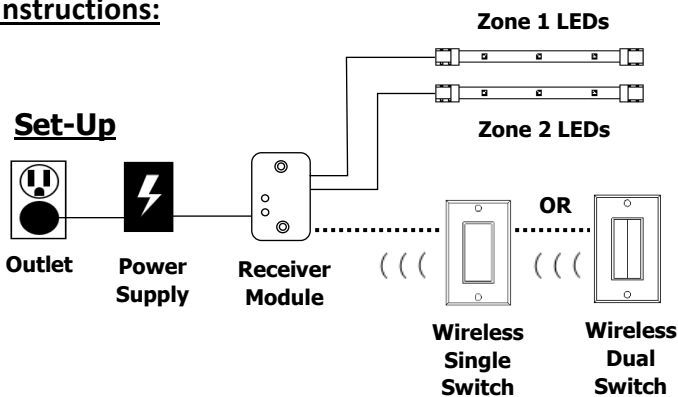 nstructions:
Zone 1 LEDs
Set-Up
Zone 2 LEDs
OR
Outlet
Power
Supply
Receiver
Module
Wireless
Single
Switch
Wireless
Dual
Switch